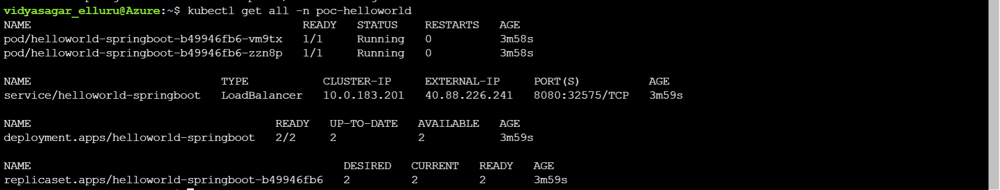 vidyasagar_elluru@Azure:~$ kubectl get all -n poc-helloworld
NAME READY STATUS RESTARTS AGE
pod/helloworld-springboot-b49946fb6-vm9tx 1/1 Running 0 3m58s
pod/helloworld-springboot-b49946fb6-zzn8p 1/1 Running 0 3m58s
NAME TYPE CLUSTER-IP EXTERNAL-IP PORT(S) AGE
service/helloworld-springboot LoadBalancer 10.0.183.201 40.88.226.241 8080:32575/TCP 3m59s
NAME READY UP-TO-DATE AVAILABLE AGE
deployment.apps/helloworld-springboot 2/2 2 2 3m59s
NAME DESIRED CURRENT READY AGE
replicaset.apps/helloworld-springboot-b49946fb6 2 2 2 3m59s